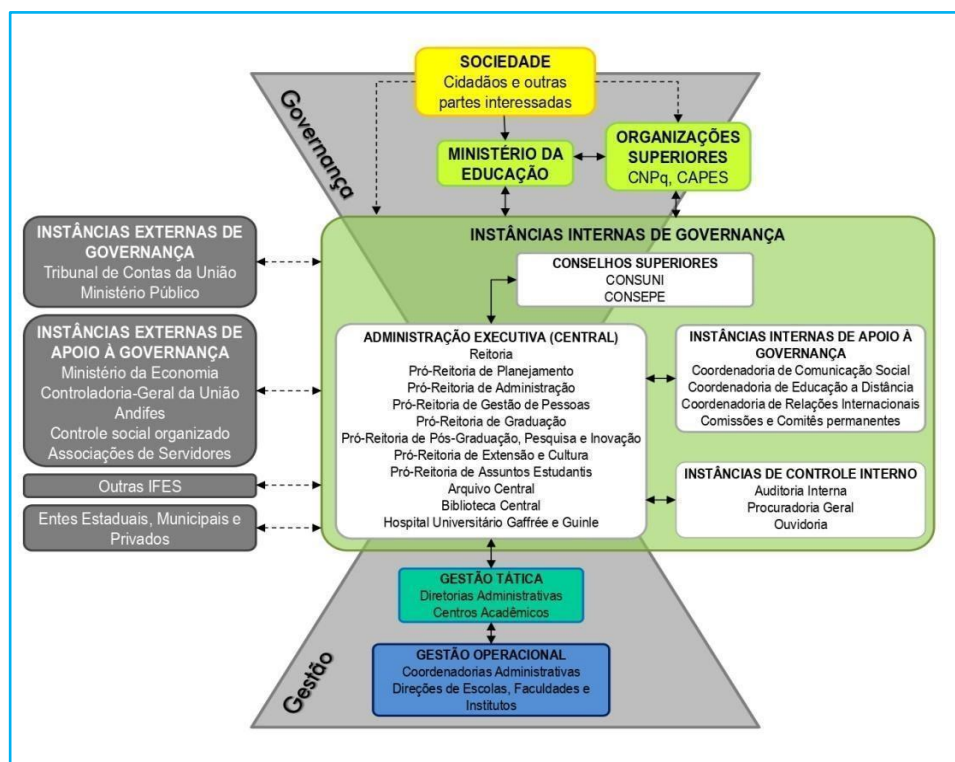 SOCIEDADE
Cidadãos e outras
partes interessadas
Governança
MINISTÉRIO DA
EDUCAÇÃO
ORGANIZAÇÕES
SUPERIORES
CNPq, CAPES
INSTÂNCIAS EXTERNAS DE
GOVERNANÇA
Tribunal de Contas da União
Ministério Público
INSTÂNCIAS EXTERNAS DE
APOIO À GOVERNANÇA
Ministério da Economia
Controladoria-Geral da União
Andifes
Controle social organizado
Associações de Servidores
Outras IFES
Entes Estaduais, Municipais e
Privados
INSTÂNCIAS INTERNAS DE GOVERNANÇA
CONSELHOS SUPERIORES
CONSUNI
CONSEPE
ADMINISTRAÇÃO EXECUTIVA (CENTRAL)
Reitoria
Pró-Reitoria de Planejamento
Pró-Reitoria de Administração
Pró-Reitoria de Gestão de Pessoas
Pró-Reitoria de Graduação
Pró-Reitoria de Pós-Graduação, Pesquisa e Inovação
Pró-Reitoria de Extensão e Cultura
Pró-Reitoria de Assuntos Estudantis
Arquivo Central
Biblioteca Central
Hospital Universitário Gaffrée e Guinle
INSTÂNCIAS INTERNAS DE APOIO À
GOVERNANÇA
Coordenadoria de Comunicação Social
Coordenadoria de Educação a Distância
Coordenadoria de Relações Internacionais
Comissões e Comitês permanentes
INSTÂNCIAS DE CONTROLE INTERNO
Auditoria Interna
Procuradoria Geral
Ouvidoria
GESTÃO TÁTICA
Diretorias Administrativas
Centros Acadêmicos
GESTÃO OPERACIONAL
Coordenadorias Administrativas
Direções de Escolas, Faculdades e
Institutos
Gestão